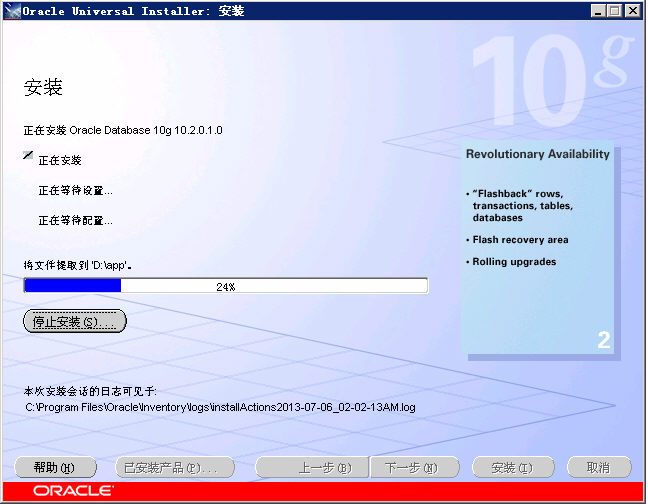 Oracle Universal Installer: 安装
10g
安装
正在安装 Oracle Database 10g 10.2.0.1.0
正在安装
正在等待设置...
正在等待配置...
Revolutionary Availability
• "Flashback" rows,
transactions, tables,
databases
• Flash recovery area
• Rolling upgrades
2
将文件提取到 'D:\app'。
24%
停止安装(S)...
本次安装会话的日志可见于:
C:\Program Files\Oracle\Inventory\logs\installActions2013-07-06_02-02-13AM.log
帮助(H) 已安装产品(P)... 上一步(B) 下一步(N) 安装(I) 取消
ORACLE